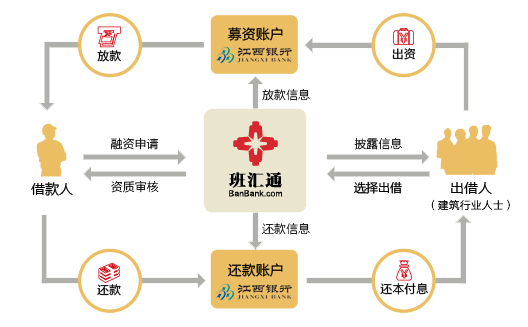 放款
募资账户
江西银行
JIANGXI BANK
出资
放款信息
融资申请
资质审核
班汇通
BanBank.com
披露信息
选择出借
借款人
出借人
（建筑行业人士）
还款信息
还款
还款账户
江西银行
JIANGXI BANK
还本付息